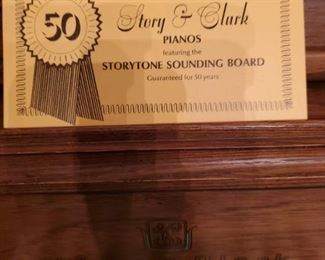 50
Story & Clark
PIANOS
featuring the
STORYTONE SOUNDING BOARD
Guaranteed for 50 years